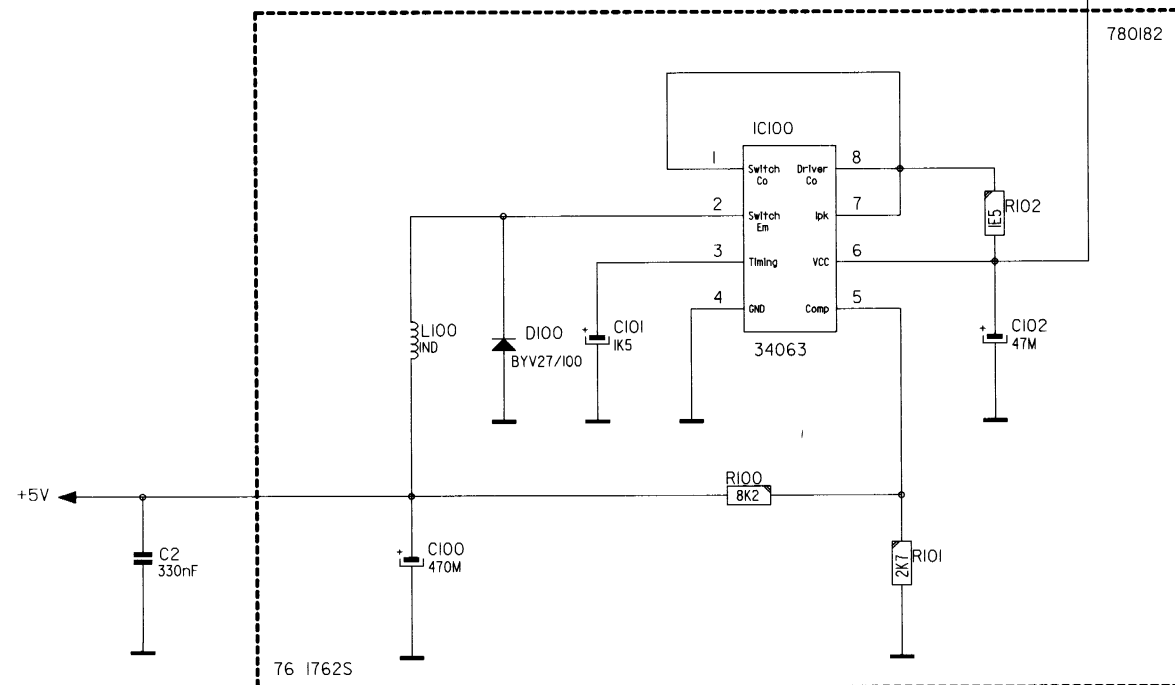 780182
IC100
1 Switch Co
Driver Co 8
2 Switch Em
Ipk 7
3 Timing
VCC 6
4 GND
Comp 5
34063
R102
1E5
L100
IND
D100
BYV27/100
C101
1K5
C102
47M
+5V
R100
8K2
C2
330nF
C100
470M
R101
2K7
76 1762S